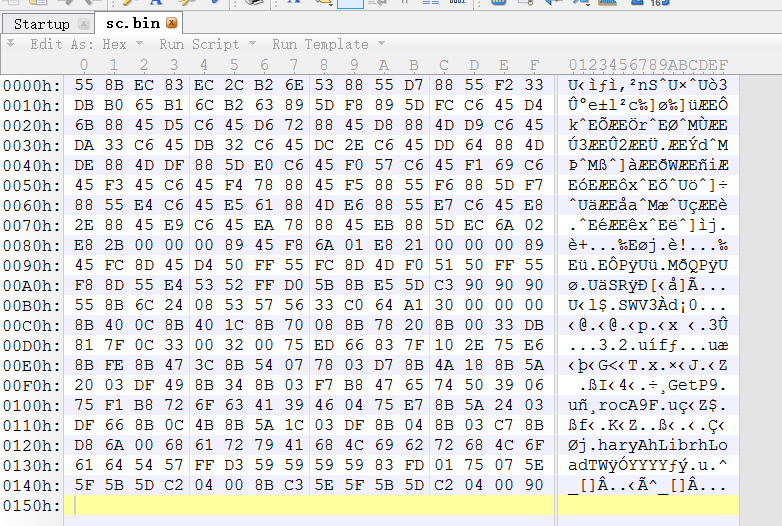 Startup sc.bin
Edit As: Hex Run Script Run Template
0 1 2 3 4 5 6 7 8 9 A B C D E F 0123456789ABCDEF
0000h: 55 8B EC 83 EC 2C B2 6E 53 88 55 D7 88 55 F2 33 U‹ìƒì,²nSˆU×ˆUò3
0010h: DB B0 65 B1 6C B2 63 89 5D F8 89 5D FC C6 45 D4 Û°e±l²c‰]ø‰]üÆEÔ
0020h: 6B 88 45 D5 C6 45 D6 72 88 45 D8 88 4D D9 C6 45 kˆEÕÆEÖrˆEØˆMÙÆE
0030h: DA 33 C6 45 DB 32 C6 45 DC 2E C6 45 DD 64 88 4D Ú3ÆEÛ2ÆEÜ.ÆEÝdˆM
0040h: DE 88 4D DF 88 5D E0 C6 45 F0 57 C6 45 F1 69 C6 ÞˆMßˆ]àÆEðWÆEñiÆ
0050h: 45 F3 45 C6 45 F4 78 88 45 F5 88 55 F6 88 5D F7 EóEÆEôxˆEõˆUöˆ]÷
0060h: 88 55 E4 C6 45 E5 61 88 4D E6 88 55 E7 C6 45 E8 ˆUäÆEåaˆMæˆUçÆEè
0070h: 2E 88 45 E9 C6 45 EA 78 88 45 EB 88 5D EC 6A 02 .ˆEéÆEêxˆEëˆ]ìj.
0080h: E8 2B 00 00 00 89 45 F8 6A 01 E8 21 00 00 00 89 è+...‰Eøj.è!...‰
0090h: 45 FC 8D 45 D4 50 FF 55 FC 8D 4D F0 51 50 FF 55 Eü.EÔPÿUü.MðQPÿU
00A0h: F8 8D 55 E4 53 52 FF D0 5B 8B E5 5D C3 90 90 90 ø.UäSRÿÐ[‹å]Ã...
00B0h: 55 8B 6C 24 08 53 57 56 33 C0 64 A1 30 00 00 00 U‹l$.SWV3Àd¡0...
00C0h: 8B 40 0C 8B 40 1C 8B 70 08 8B 78 20 8B 00 33 DB ‹@.‹@.‹p.‹x ‹.3Û
00D0h: 81 7F 0C 33 00 32 00 75 ED 66 83 7F 10 2E 75 E6 ...3.2.uífƒ...uæ
00E0h: 8B FE 8B 47 3C 8B 54 07 78 03 D7 8B 4A 18 8B 5A ‹þ‹G<‹T.x.×‹J.‹Z
00F0h: 20 03 DF 49 8B 34 8B 03 F7 B8 47 65 74 50 39 06  .ßI‹4‹.÷¸GetP9.
0100h: 75 F1 B8 72 6F 63 41 39 46 04 75 E7 8B 5A 24 03 uñ¸rocA9F.uç‹Z$.
0110h: DF 66 8B 0C 4B 8B 5A 1C 03 DF 8B 04 8B 03 C7 8B ßf‹.K‹Z..ß‹.‹.Ç‹
0120h: D8 6A 00 68 61 72 79 41 68 4C 69 62 72 68 4C 6F Øj.haryAhLibrhLo
0130h: 61 64 54 57 FF D3 59 59 59 59 83 FD 01 75 07 5E adTWÿÓYYYYƒý.u.^
0140h: 5F 5B 5D C2 04 00 8B C3 5E 5F 5B 5D C2 04 00 90 _[]Â..‹Ã^_[]Â...
0150h: